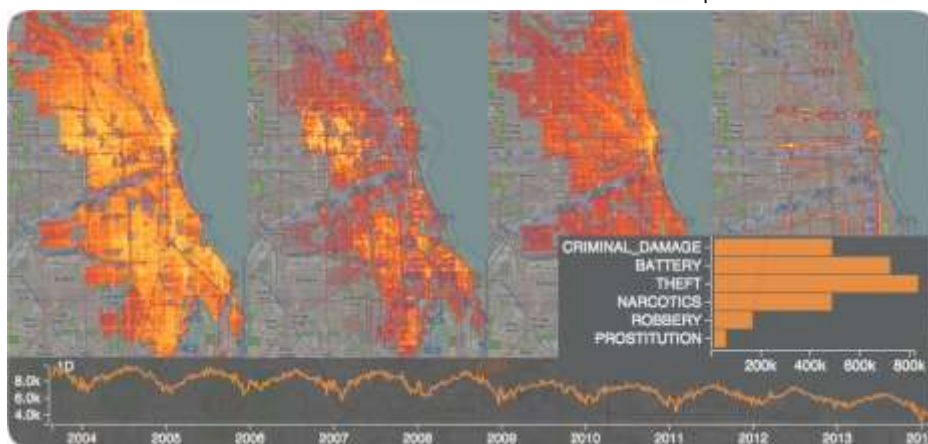 CRIMINAL_DAMAGE
BATTERY
THEFT
NARCOTICS
ROBBERY
PROSTITUTION
200k 400k 600k 800k
1D
8.0k
6.0k
4.0k
2004 2005 2006 2007 2008 2009 2010 2011 2012 2013